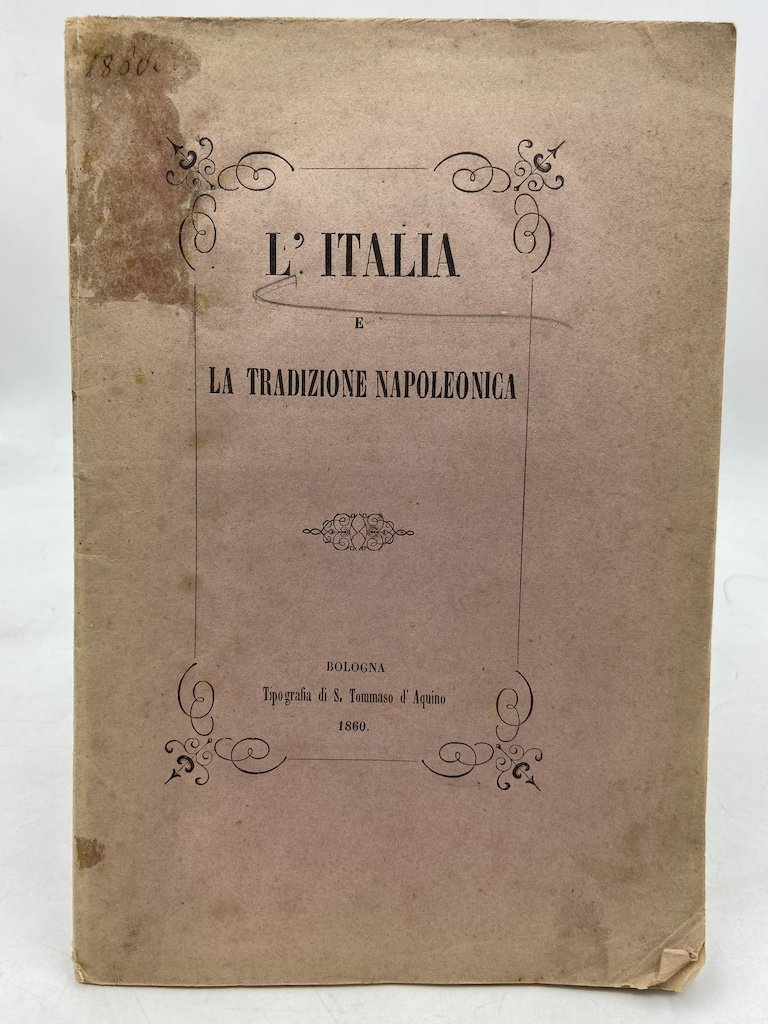 1860.
L' ITALIA
E
LA TRADIZIONE NAPOLEONICA
BOLOGNA
Tipografia di S. Tommaso d' Aquino
1860.